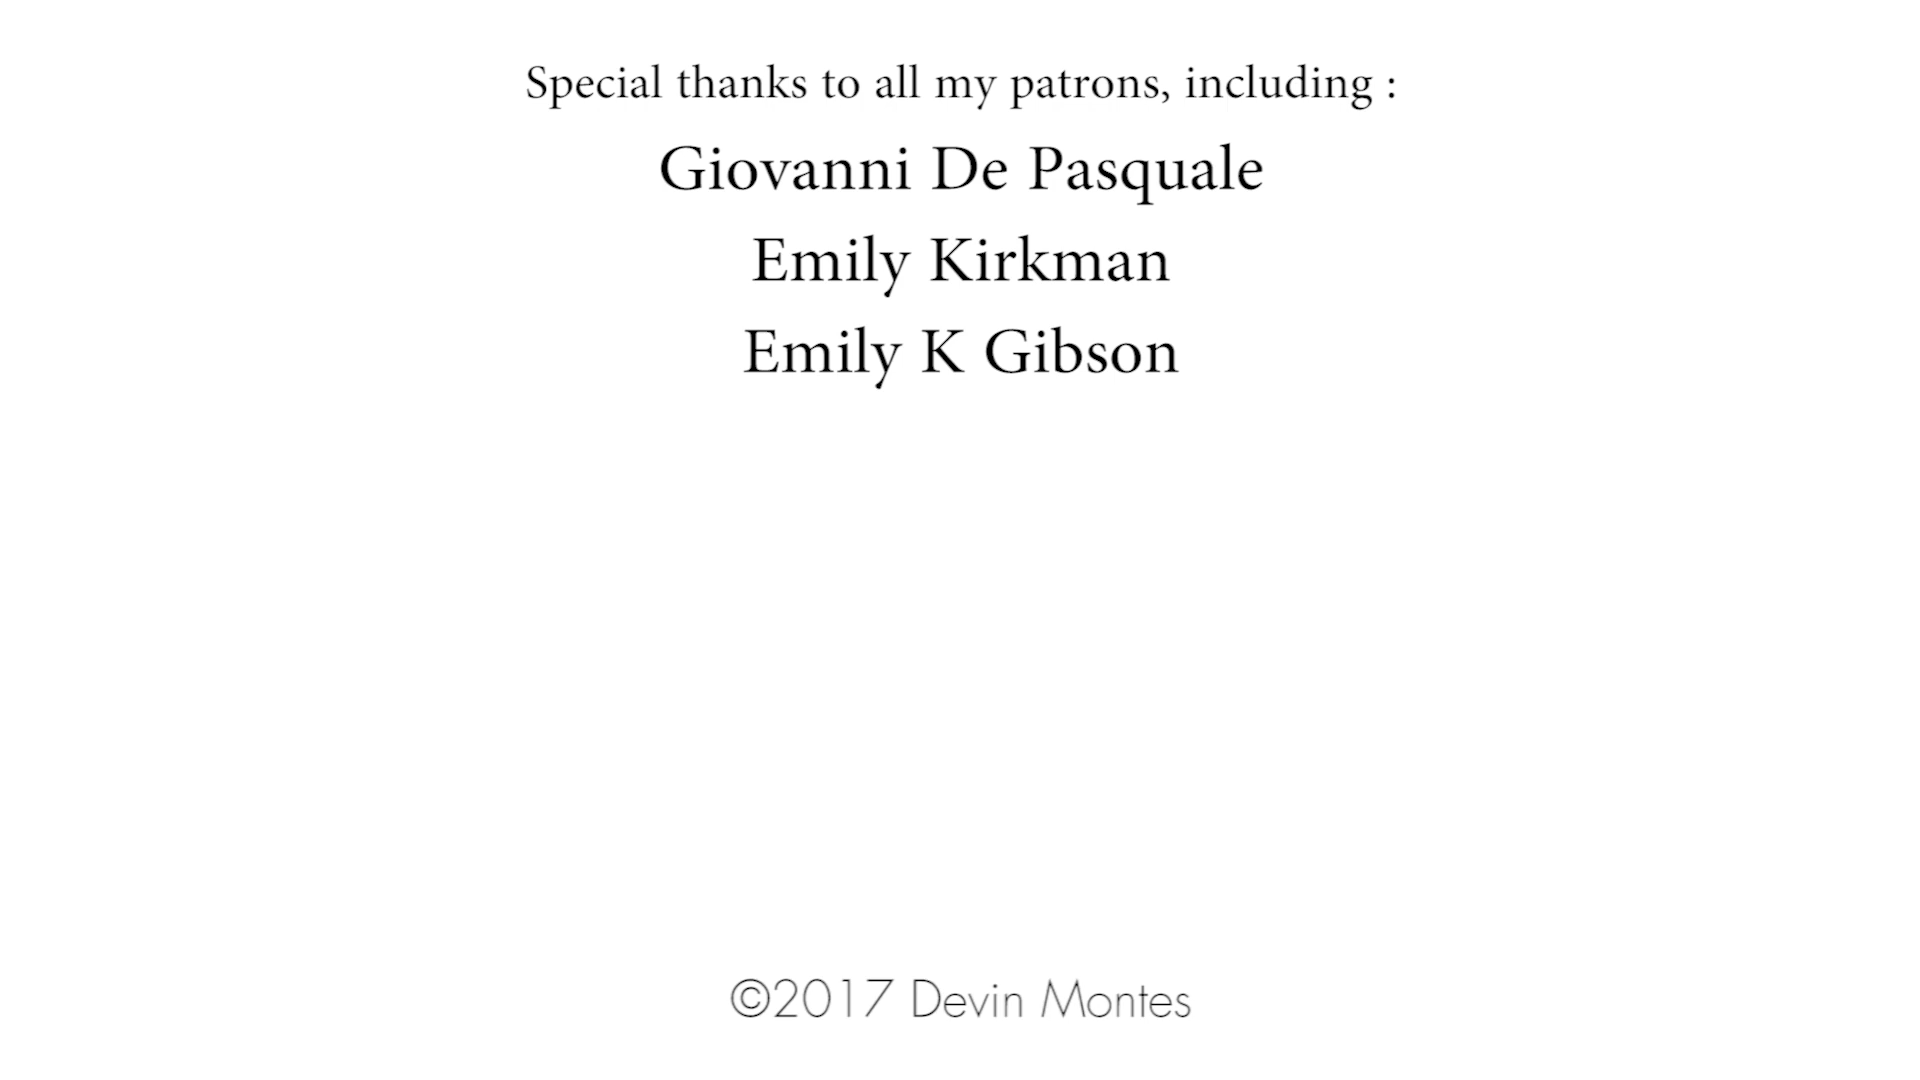 Special thanks to all my patrons, including :
Giovanni De Pasquale
Emily Kirkman
Emily K Gibson
©2017 Devin Montes